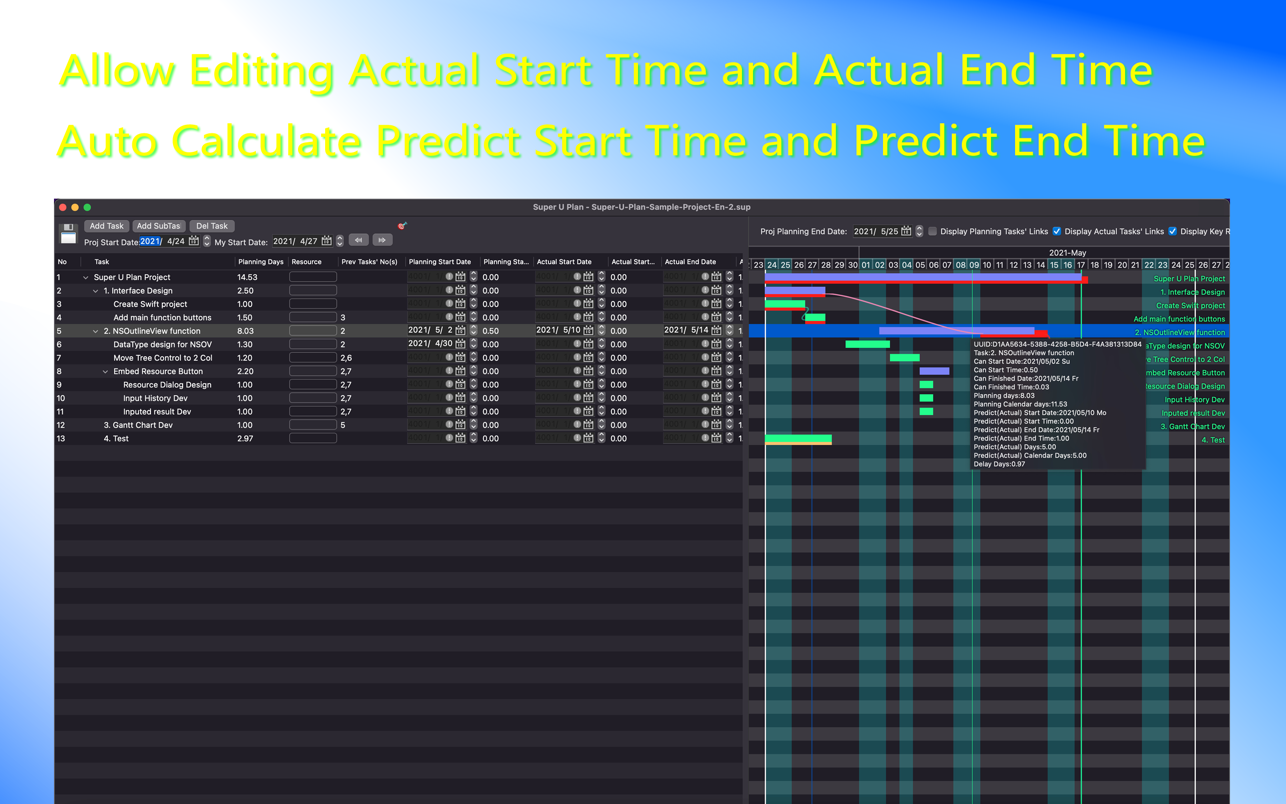 Allow Editing Actual Start Time and Actual End Time
Auto Calculate Predict Start Time and Predict End Time
Super U Plan - Super-U-Plan-Sample-Project-En-2.sup
Add Task Add SubTas Del Task
Proj Start Date: 2021/ 4/24 My Start Date: 2021/ 4/27
Proj Planning End Date: 2021/ 5/25 Display Planning Tasks' Links Display Actual Tasks' Links Display Key R
2021-May
No Task Planning Days Resource Prev Tasks' No(s) Planning Start Date Planning Sta... Actual Start Date Actual Start... Actual End Date A
23 24 25 26 27 28 29 30 01 02 03 04 05 06 07 08 09 10 11 12 13 14 15 16 17 18 19 20 21 22 23 24 25 26 27 2
1 Super U Plan Project 14.53 0.00 0.00 1.
2 1. Interface Design 2.50 0.00 0.00 1.
3 Create Swift project 1.00 0.00 0.00 1.
4 Add main function buttons 1.50 3 0.00 0.00 1.
5 2. NSOutlineView function 8.03 2 2021/ 5/ 2 0.50 2021/ 5/10 0.00 2021/ 5/14 1.
6 DataType design for NSOV 1.30 2 2021/ 4/30 0.00 0.00 1.
7 Move Tree Control to 2 Col 1.20 2,6 0.00 0.00 1.
8 Embed Resource Button 2.20 2,7 0.00 0.00 1.
9 Resource Dialog Design 1.00 2,7 0.00 0.00 1.
10 Input History Dev 1.00 2,7 0.00 0.00 1.
11 Inputed result Dev 1.00 2,7 0.00 0.00 1.
12 3. Gantt Chart Dev 1.00 5 0.00 0.00 1.
13 4. Test 2.97 0.00 0.00 1.
Super U Plan Project
1. Interface Design
Create Swift project
Add main function buttons
2. NSOutlineView function
aType design for NSOV
ve Tree Control to 2 Col
mbed Resource Button
esource Dialog Design
Input History Dev
Inputed result Dev
3. Gantt Chart Dev
4. Test
UUID:D1AA5634-5388-4258-B5D4-F4A381313D84
Task:2. NSOutlineView function
Can Start Date:2021/05/02 Su
Can Start Time:0.50
Can Finished Date:2021/05/14 Fr
Can Finished Time:0.03
Planning days:8.03
Planning Calendar days:11.53
Predict(Actual) Start Date:2021/05/10 Mo
Predict(Actual) Start Time:0.00
Predict(Actual) End Date:2021/05/14 Fr
Predict(Actual) End Time:1.00
Predict(Actual) Days:5.00
Predict(Actual) Calendar Days:5.00
Delay Days:0.97